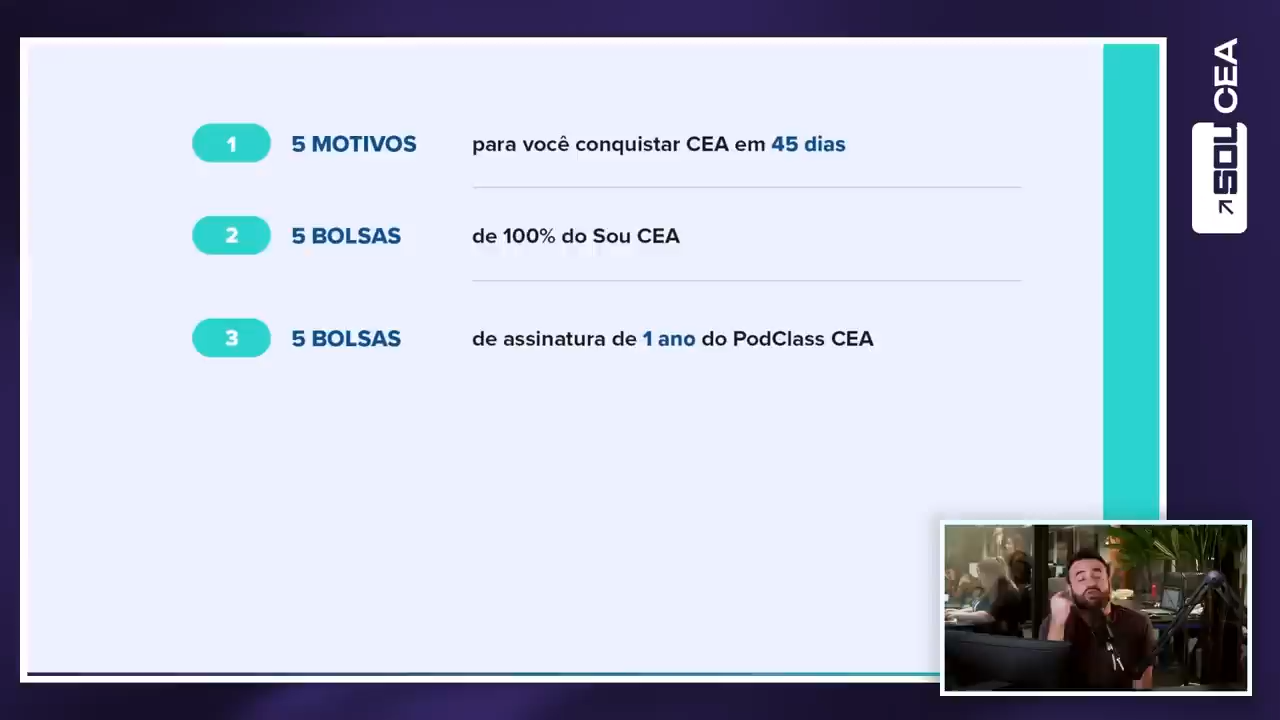 1 5 MOTIVOS para você conquistar CEA em 45 dias
2 5 BOLSAS de 100% do Sou CEA
3 5 BOLSAS de assinatura de 1 ano do PodClass CEA
SOU CEA